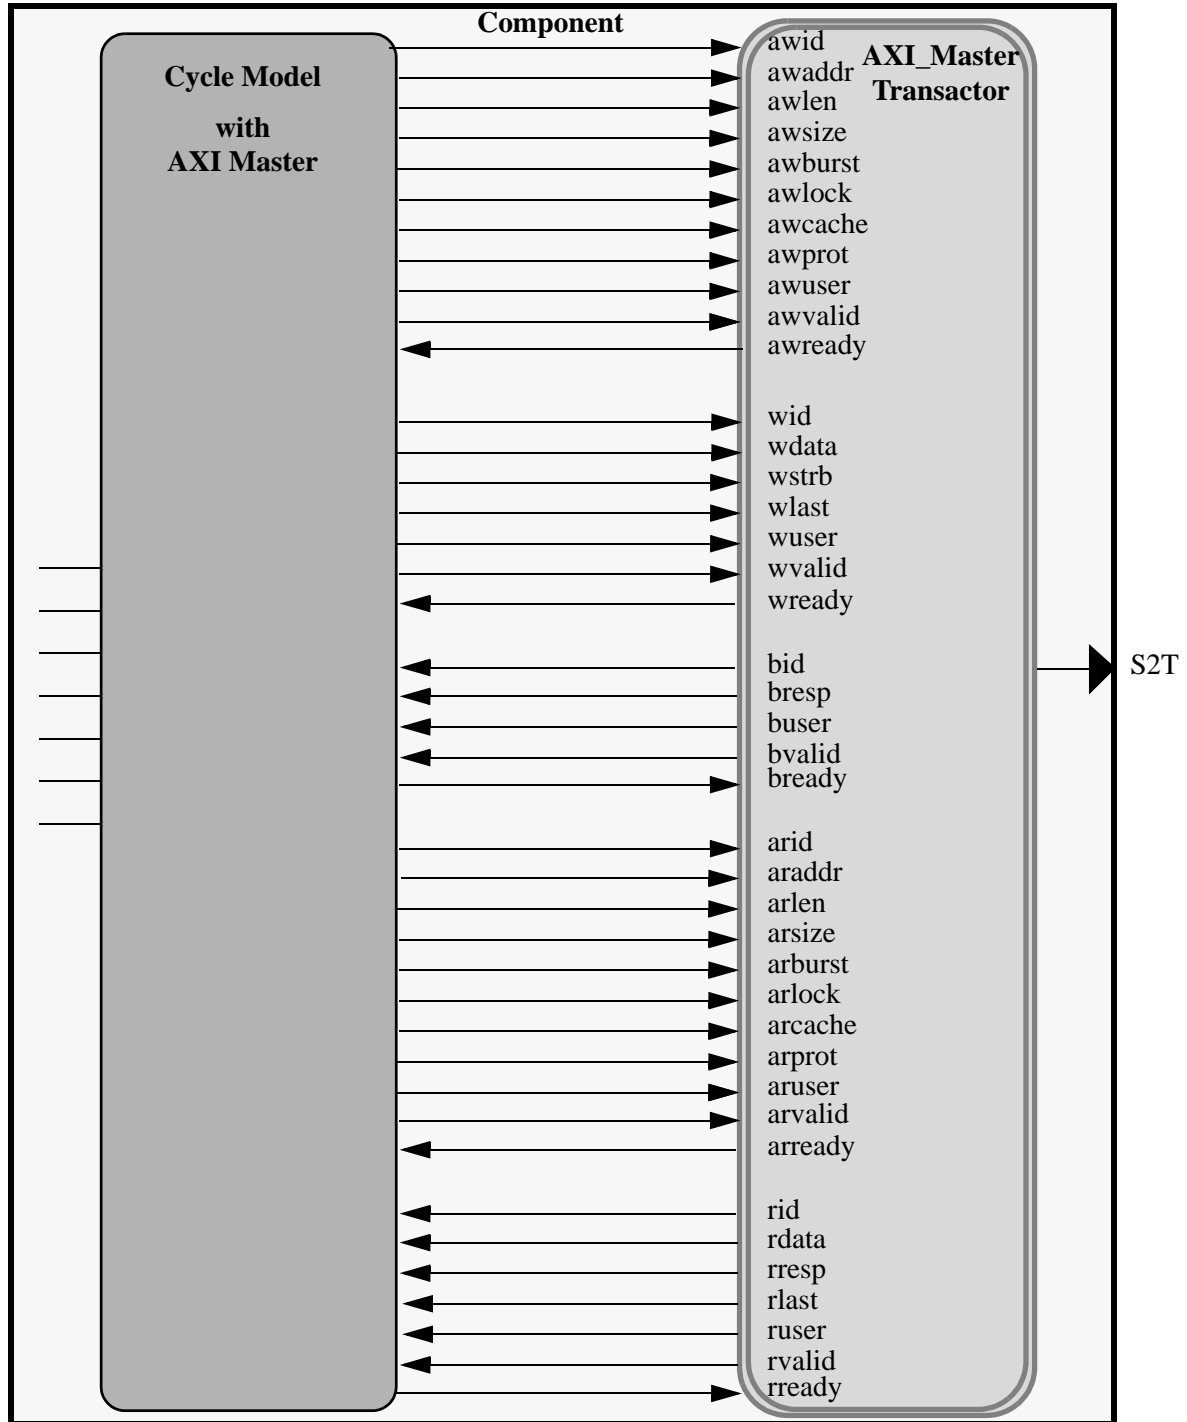 Component
Cycle Model
with
AXI Master
AXI_Master
Transactor
awid
awaddr
awlen
awsize
awburst
awlock
awcache
awprot
awuser
awvalid
awready
wid
wdata
wstrb
wlast
wuser
wvalid
wready
bid
bresp
buser
bvalid
bready
arid
araddr
arlen
arsize
arburst
arlock
arcache
arprot
aruser
arvalid
arready
rid
rdata
rresp
rlast
ruser
rvalid
rready
S2T